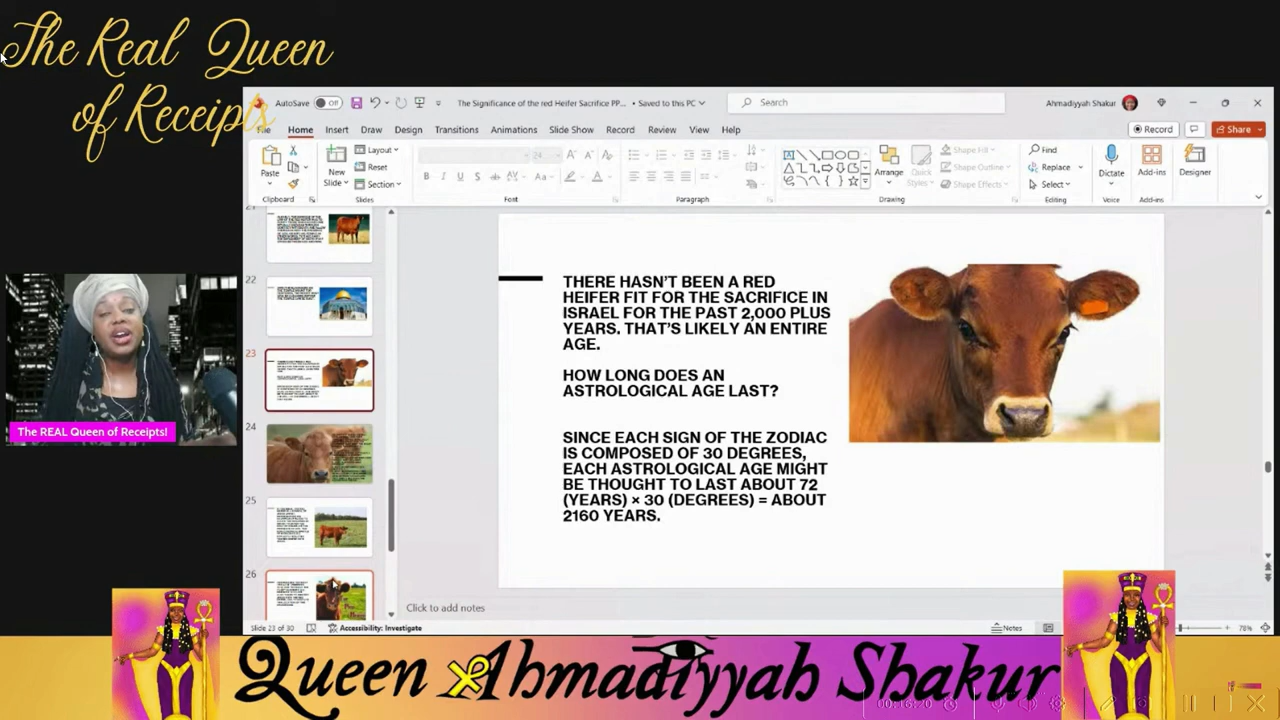 The Real Queen
of Receipts
AutoSave Off
The Significance of the red Heifer Sacrifice PP... • Saved to this PC
Search
Ahmadiyyah Shakur
File Home Insert Draw Design Transitions Animations Slide Show Record Review View Help
Record
Share
Paste
New
Slide
Layout
Reset
Section
24
Arrange
Quick
Styles
Shape Fill
Shape Outline
Shape Effects
Find
Replace
Select
Dictate
Add-ins
Designer
Clipboard
Slides
Font
Paragraph
Drawing
Editing
Voice
Add-ins
22
23
24
25
26
THERE HASN'T BEEN A RED
HEIFER FIT FOR THE SACRIFICE IN
ISRAEL FOR THE PAST 2,000 PLUS
YEARS. THAT'S LIKELY AN ENTIRE
AGE.
HOW LONG DOES AN
ASTROLOGICAL AGE LAST?
SINCE EACH SIGN OF THE ZODIAC
IS COMPOSED OF 30 DEGREES,
EACH ASTROLOGICAL AGE MIGHT
BE THOUGHT TO LAST ABOUT 72
(YEARS) × 30 (DEGREES) = ABOUT
2160 YEARS.
The REAL Queen of Receipts!
Click to add notes
Slide 23 of 30
Accessibility: Investigate
Notes
78%
Queen Ahmadiyyah Shakur